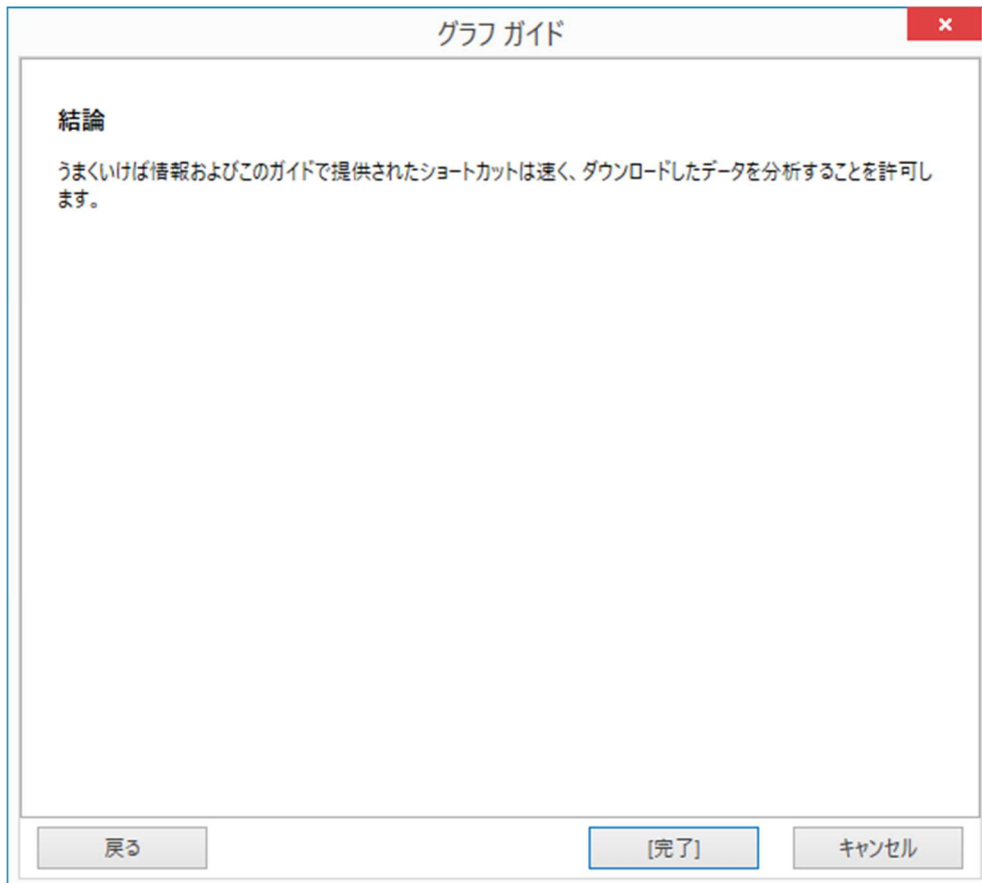 グラフ ガイド
結論
うまくいけば情報およびこのガイドで提供されたショートカットは速く、ダウンロードしたデータを分析することを許可し
ます。
戻る
[完了]
キャンセル